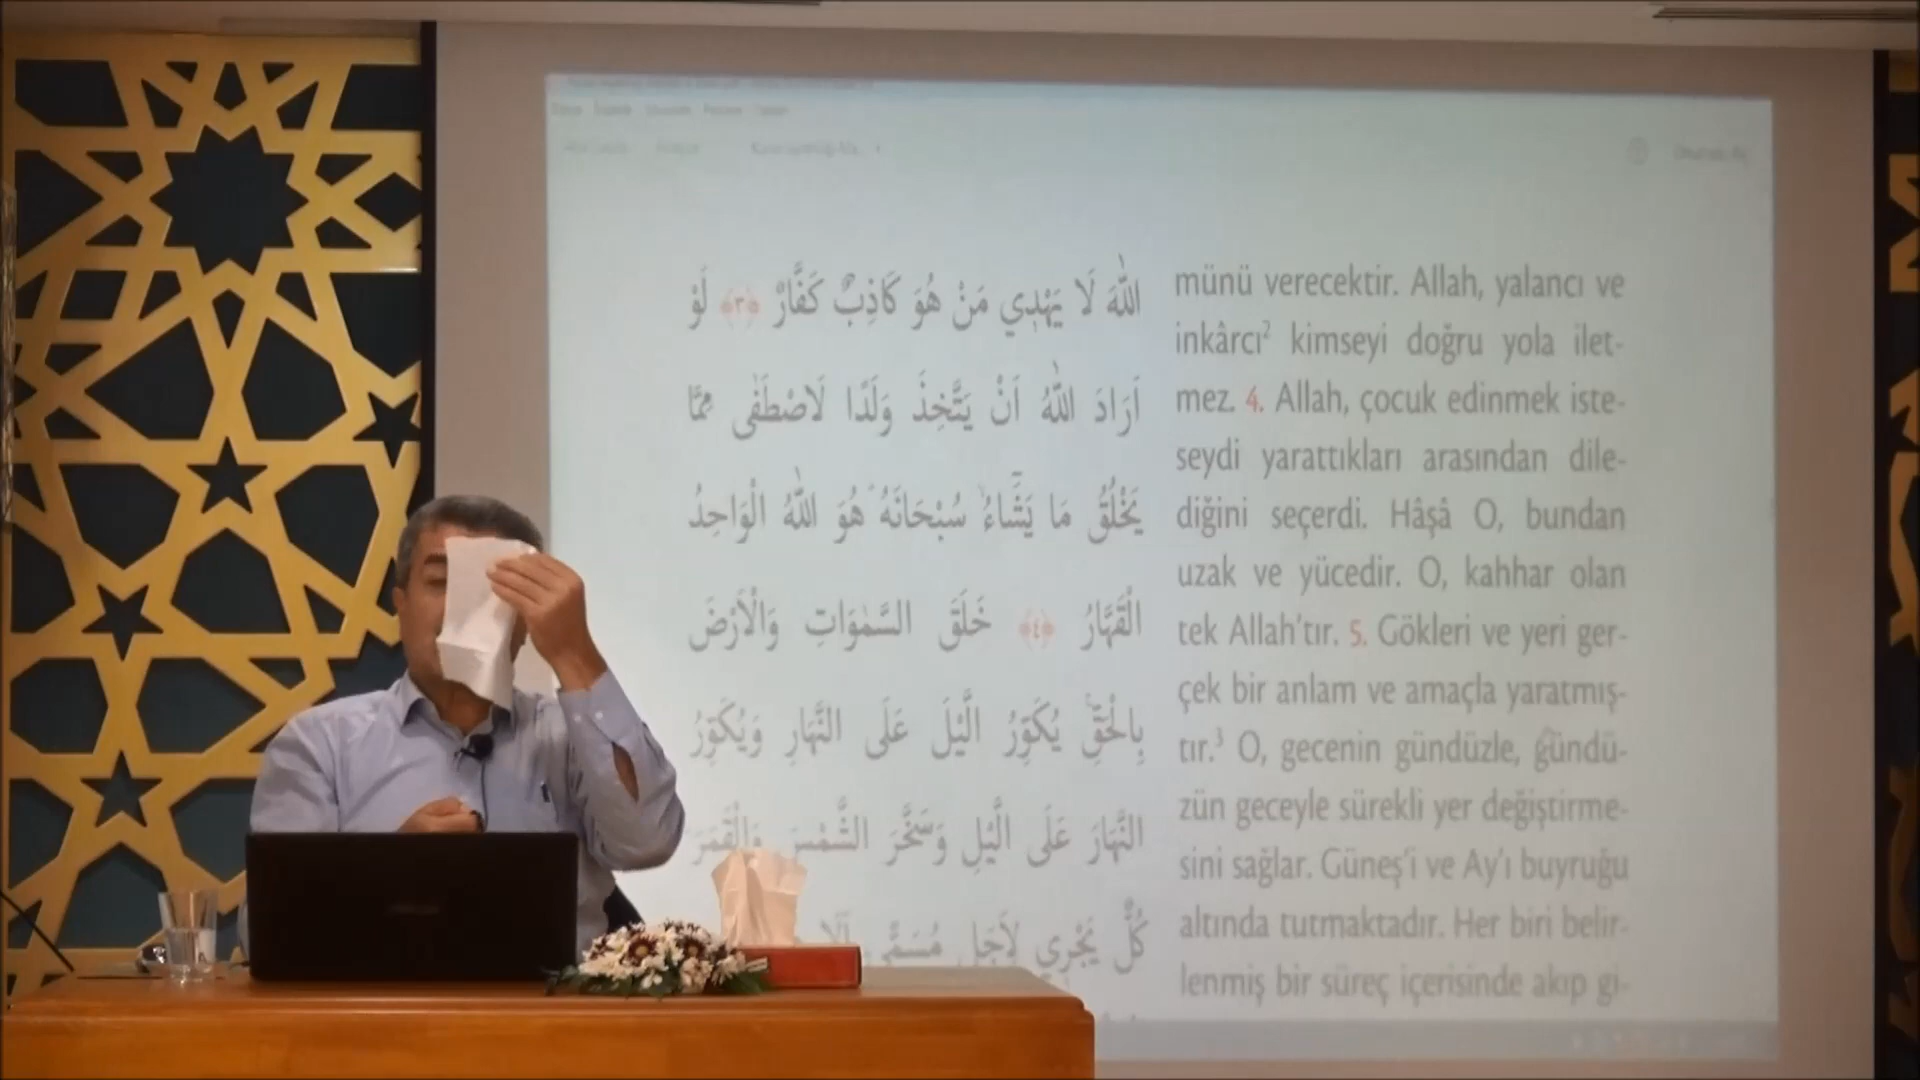 اللّٰهَ لَا يَهْدِي مَنْ هُوَ كَاذِبٌ كَفَّارٌ ﴿٣﴾ لَوْ
اَرَادَ اللّٰهُ اَنْ يَتَّخِذَ وَلَدًا لَاصْطَفٰى مِمَّا
يَخْلُقُ مَا يَشَٓاءُۙ سُبْحَانَهُۜ هُوَ اللّٰهُ الْوَاحِدُ
الْقَهَّارُ ﴿٤﴾ خَلَقَ السَّمٰوَاتِ وَالْاَرْضَ
بِالْحَقِّۚ يُكَوِّرُ الَّيْلَ عَلَى النَّهَارِ وَيُكَوِّرُ
النَّهَارَ عَلَى الَّيْلِ وَسَخَّرَ الشَّمْسَ وَالْقَمَرَ
كُلٌّ يَجْرِي لِاَجَلٍ مُسَمًّى
münü verecektir. Allah, yalancı ve
inkârcı² kimseyi doğru yola ilet-
mez. 4. Allah, çocuk edinmek iste-
seydi yarattıkları arasından dile-
diğini seçerdi. Hâşâ O, bundan
uzak ve yücedir. O, kahhar olan
tek Allah'tır. 5. Gökleri ve yeri ger-
çek bir anlam ve amaçla yaratmış-
tır.³ O, gecenin gündüzle, gündü-
zün geceyle sürekli yer değiştirme-
sini sağlar. Güneş'i ve Ay'ı buyruğu
altında tutmaktadır. Her biri belir-
lenmiş bir süreç içerisinde akıp gi-